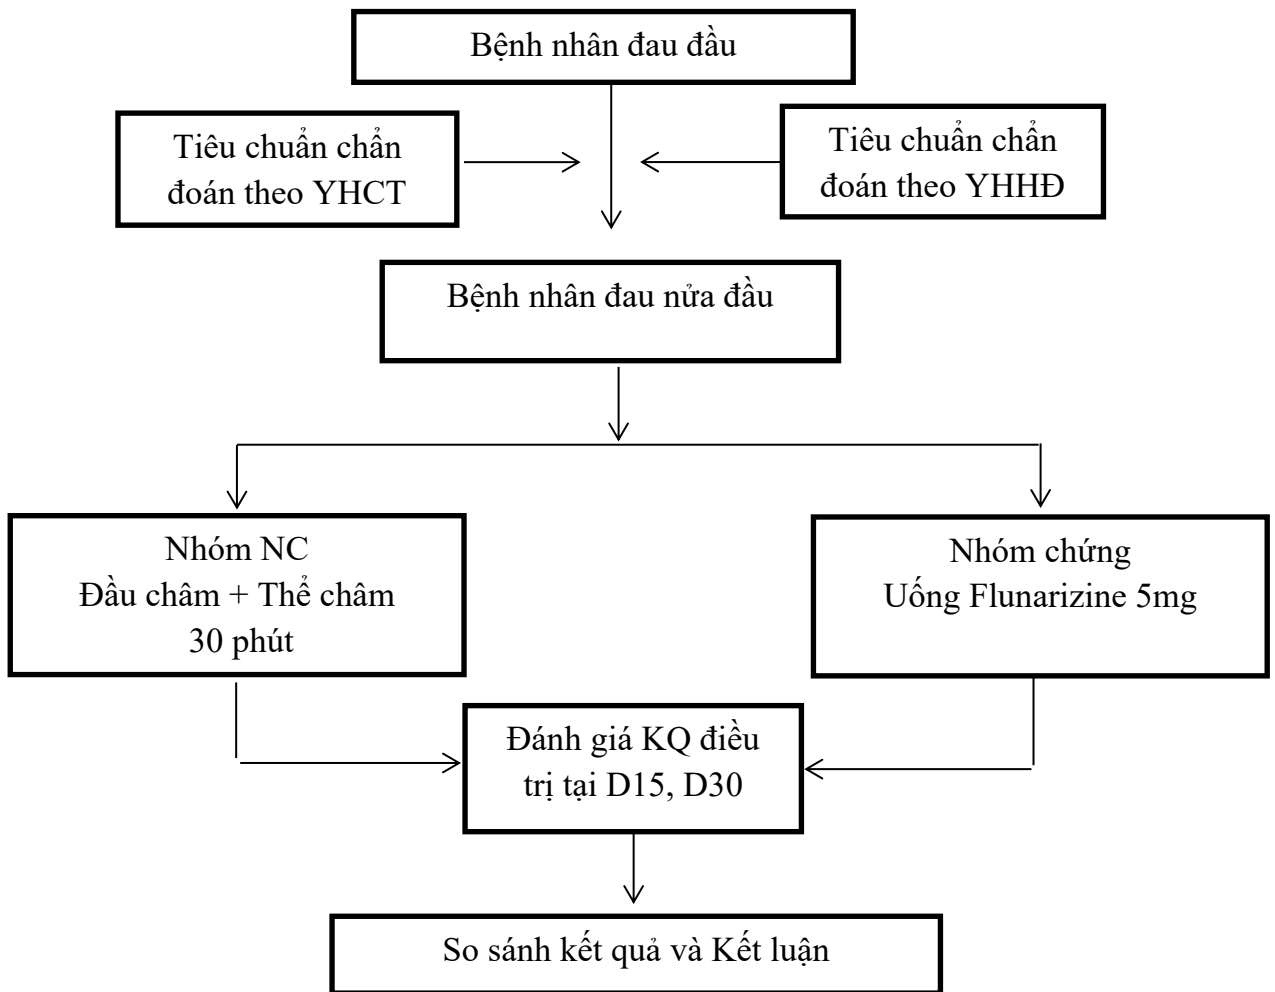 Bệnh nhân đau đầu
Tiêu chuẩn chẩn
đoán theo YHCT
Tiêu chuẩn chẩn
đoán theo YHHĐ
Bệnh nhân đau nửa đầu
Nhóm NC
Đầu châm + Thể châm
30 phút
Nhóm chứng
Uống Flunarizine 5mg
Đánh giá KQ điều
trị tại D15, D30
So sánh kết quả và Kết luận